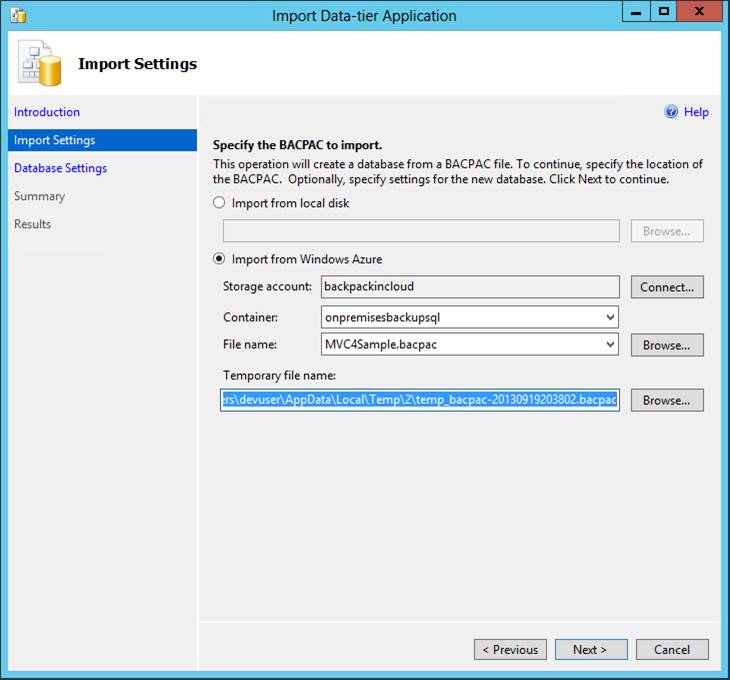 Import Data-tier Application
Import Settings
Introduction
Help
Import Settings
Specify the BACPAC to import.
This operation will create a database from a BACPAC file. To continue, specify the location of
Database Settings
the BACPAC.  Optionally, specify settings for the new database. Click Next to continue.
Summary
Import from local disk
Results
Browse...
Import from Windows Azure
Storage account: backpackincloud Connect...
Container: onpremisesbackupsql
File name: MVC4Sample.bacpac Browse...
Temporary file name:
ers\devuser\AppData\Local\Temp\2\temp_bacpac-20130919203802.bacpac Browse...
< Previous Next > Cancel